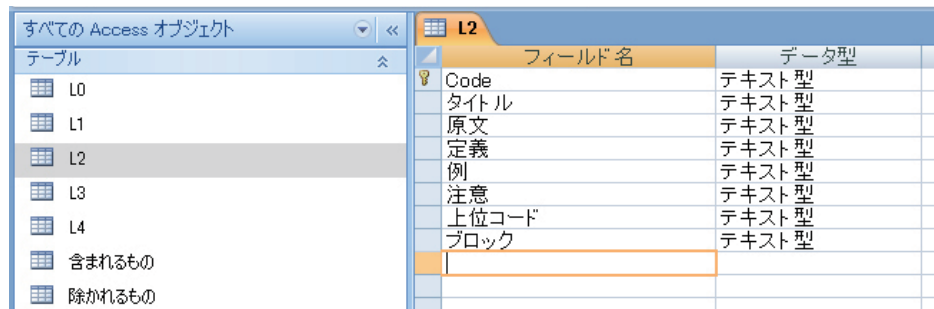 すべての Access オブジェクト
テーブル
L0
L1
L2
L3
L4
含まれるもの
除かれるもの
L2
フィールド名 データ型
Code テキスト型
タイトル テキスト型
原文 テキスト型
定義 テキスト型
例 テキスト型
注意 テキスト型
上位コード テキスト型
ブロック テキスト型